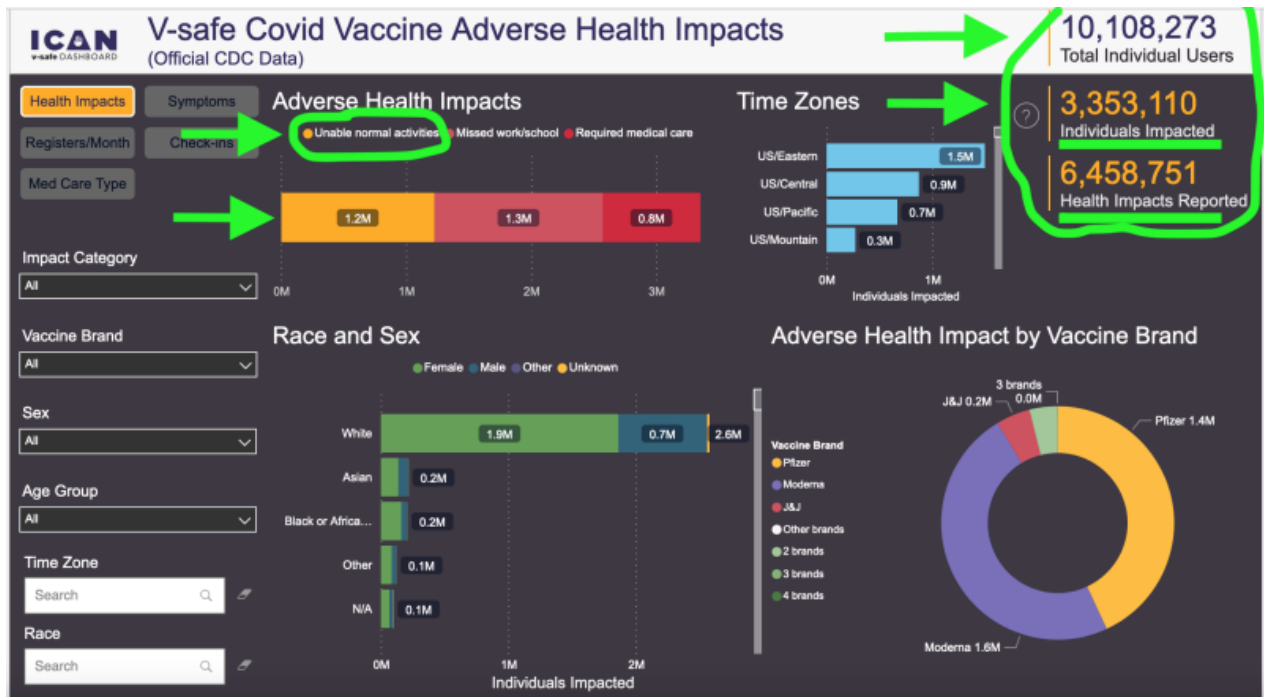 ICAN
v-safe DASHBOARD
V-safe Covid Vaccine Adverse Health Impacts
(Official CDC Data)
10,108,273
Total Individual Users
Health Impacts
Symptoms
Registers/Month
Check-ins
Med Care Type
Adverse Health Impacts
Unable normal activities Missed work/school Required medical care
1.2M 1.3M 0.8M
0M 1M 2M 3M
Time Zones
US/Eastern 1.5M
US/Central 0.9M
US/Pacific 0.7M
US/Mountain 0.3M
0M 1M
Individuals Impacted
?
3,353,110
Individuals Impacted
6,458,751
Health Impacts Reported
Impact Category
All
Vaccine Brand
All
Sex
All
Age Group
All
Time Zone
Search
Race
Search
Race and Sex
Female Male Other Unknown
White 1.9M 0.7M 2.6M
Asian 0.2M
Black or Africa... 0.2M
Other 0.1M
N/A 0.1M
0M 1M 2M
Individuals Impacted
Adverse Health Impact by Vaccine Brand
Vaccine Brand
Pfizer
Moderna
J&J
Other brands
2 brands
3 brands
4 brands
3 brands
0.0M
J&J 0.2M
Pfizer 1.4M
Moderna 1.6M